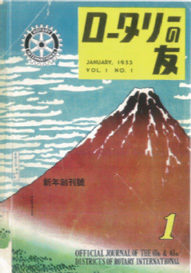 ロータリーの
友
JANUARY, 1953
VOL. 1 NO. 1
新年創刊號
1
OFFICIAL JOURNAL OF THE 60th & 61st
DISTRICTS OF ROTARY INTERNATIONAL